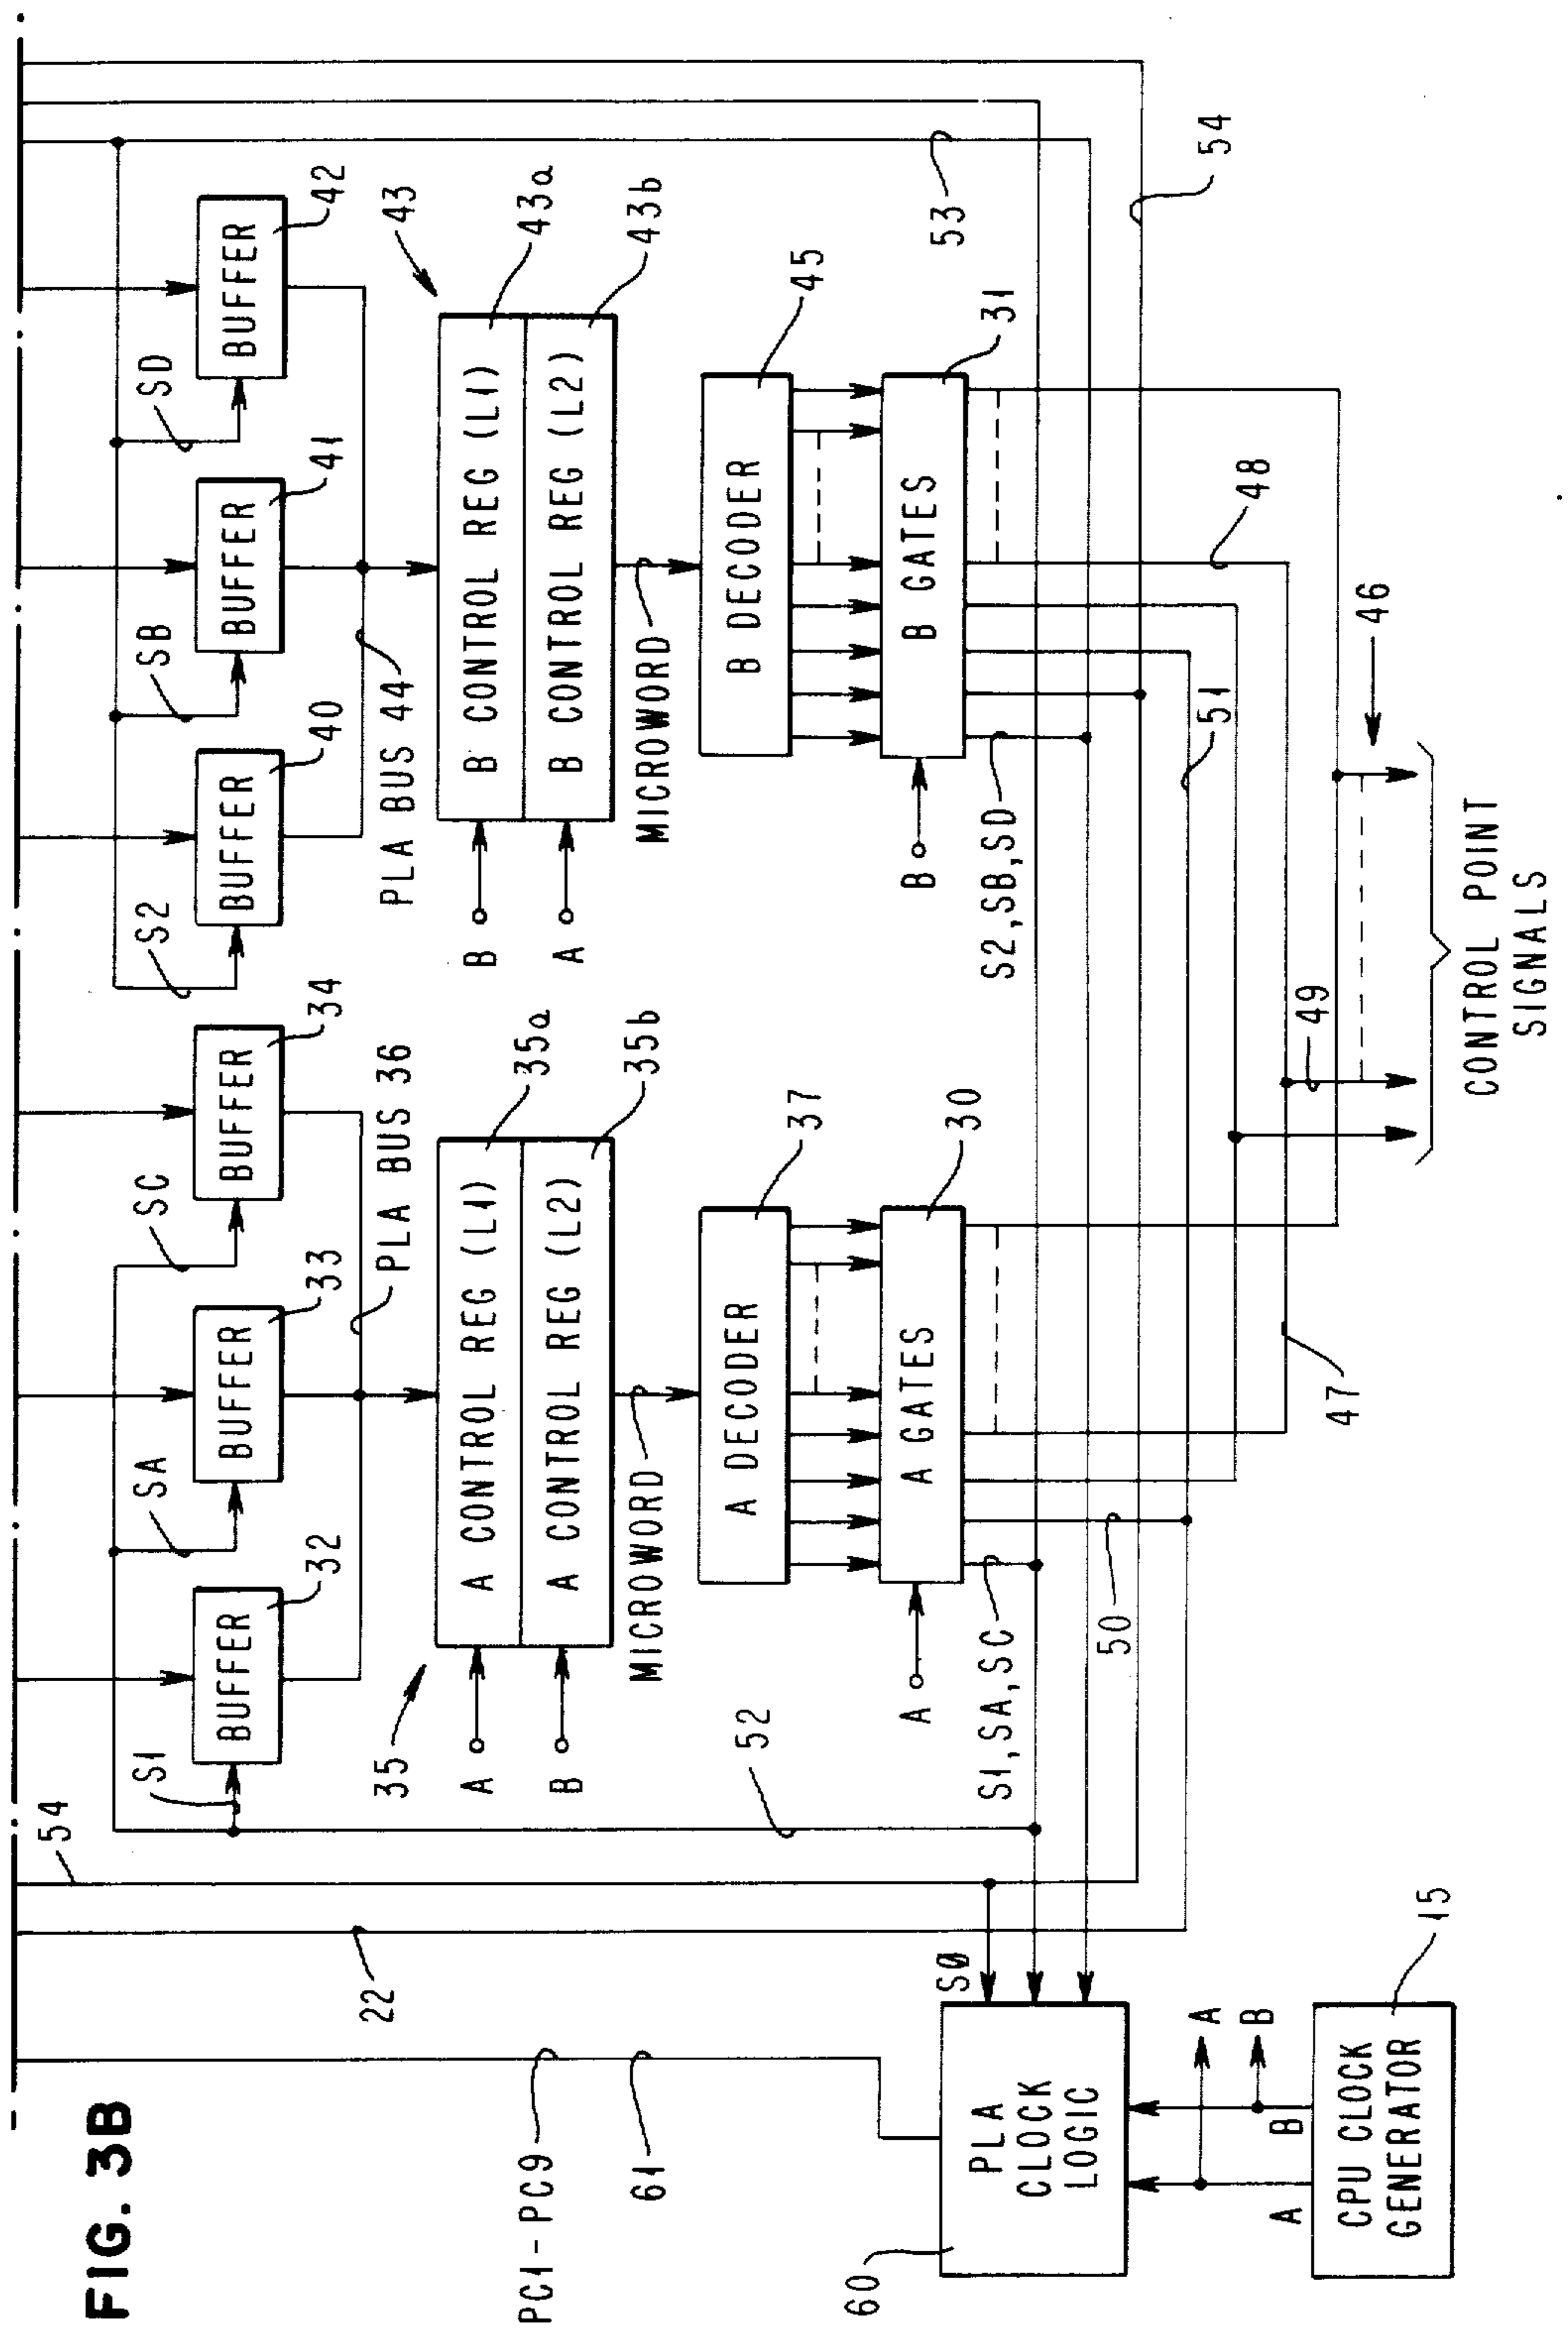 FIG. 3B
54
22
PC1-PC9
61
S1
SA
SC
S2
SB
SD
BUFFER
32
BUFFER
33
BUFFER
34
BUFFER
40
BUFFER
41
BUFFER
42
PLA BUS 36
PLA BUS 44
35
A
B
A CONTROL REG (L1)
A CONTROL REG (L2)
35a
35b
B
A
B CONTROL REG (L1)
B CONTROL REG (L2)
43
43a
43b
MICROWORD
MICROWORD
52
A DECODER
37
B DECODER
45
A
A GATES
30
B
B GATES
31
S1,SA,SC
S2,SB,SD
53
54
50
51
48
47
49
46
CONTROL POINT
SIGNALS
60
PLA
CLOCK
LOGIC
SØ
A
B
A
B
CPU CLOCK
GENERATOR
15